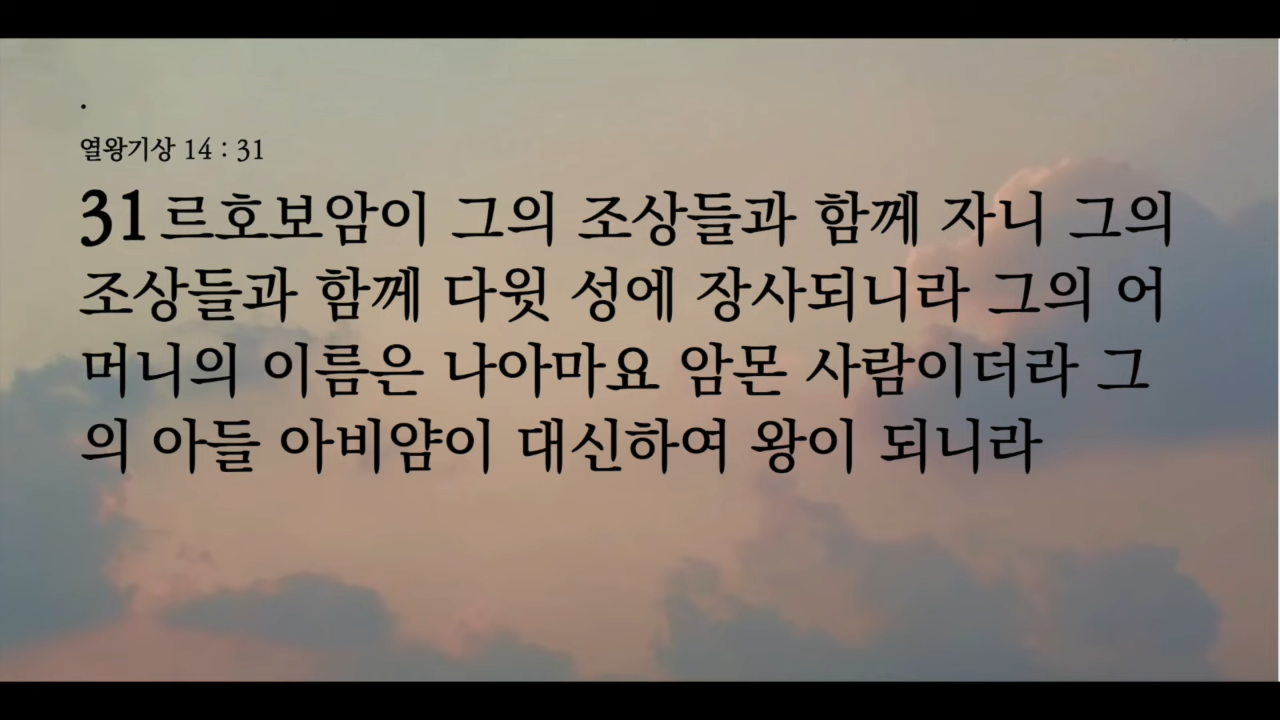 .
열왕기상 14 : 31
31 르호보암이 그의 조상들과 함께 자니 그의
조상들과 함께 다윗 성에 장사되니라 그의 어
머니의 이름은 나아마요 암몬 사람이더라 그
의 아들 아비얌이 대신하여 왕이 되니라